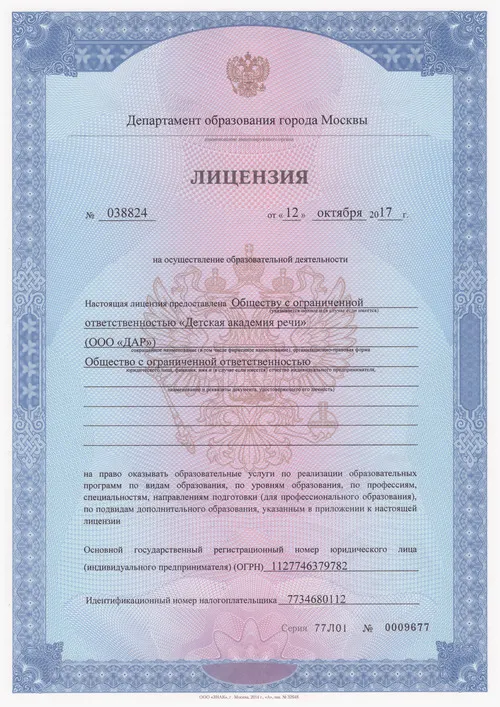 Департамент образования города Москвы
наименование лицензирующего органа
ЛИЦЕНЗИЯ
№ 038824 от « 12 » октября 2017 г.
на осуществление образовательной деятельности
Настоящая лицензия предоставлена Обществу с ограниченной
(указываются полное и (в случае если имеется)
ответственностью «Детская академия речи»
(ООО «ДАР»)
сокращённое наименование (в том числе фирменное наименование), организационно-правовая форма
Общество с ограниченной ответственностью
юридического лица, фамилия, имя и (в случае если имеется) отчество индивидуального предпринимателя,
наименование и реквизиты документа, удостоверяющего его личность)
на право оказывать образовательные услуги по реализации образовательных
программ по видам образования, по уровням образования, по профессиям,
специальностям, направлениям подготовки (для профессионального образования),
по подвидам дополнительного образования, указанным в приложении к настоящей
лицензии
Основной государственный регистрационный номер юридического лица
(индивидуального предпринимателя) (ОГРН) 1127746379782
Идентификационный номер налогоплательщика 7734680112
Серия 77Л01 № 0009677